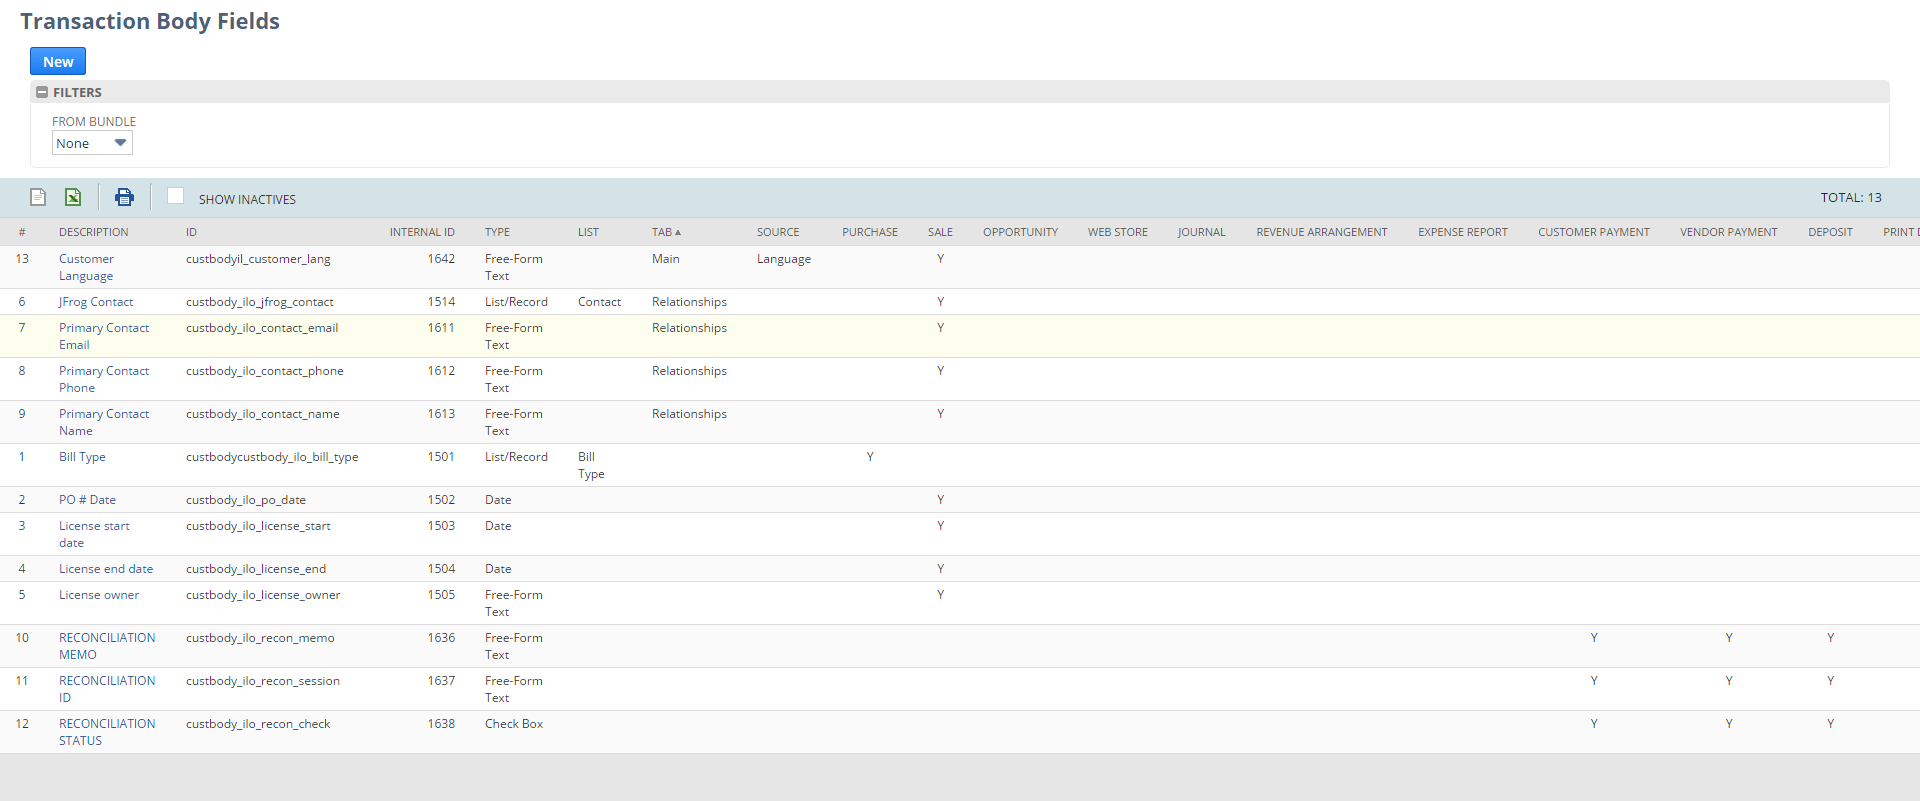 Transaction Body Fields
New
FILTERS
FROM BUNDLE
None
SHOW INACTIVES
TOTAL: 13
# DESCRIPTION ID INTERNAL ID TYPE LIST TAB SOURCE PURCHASE SALE OPPORTUNITY WEB STORE JOURNAL REVENUE ARRANGEMENT EXPENSE REPORT CUSTOMER PAYMENT VENDOR PAYMENT DEPOSIT PRINT
13 Customer Language custbodyil_customer_lang 1642 Free-Form Text Main Language Y
6 JFrog Contact custbody_ilo_jfrog_contact 1514 List/Record Contact Relationships Y
7 Primary Contact Email custbody_ilo_contact_email 1611 Free-Form Text Relationships Y
8 Primary Contact Phone custbody_ilo_contact_phone 1612 Free-Form Text Relationships Y
9 Primary Contact Name custbody_ilo_contact_name 1613 Free-Form Text Relationships Y
1 Bill Type custbodycustbody_ilo_bill_type 1501 List/Record Bill Type Y
2 PO # Date custbody_ilo_po_date 1502 Date Y
3 License start date custbody_ilo_license_start 1503 Date Y
4 License end date custbody_ilo_license_end 1504 Date Y
5 License owner custbody_ilo_license_owner 1505 Free-Form Text Y
10 RECONCILIATION MEMO custbody_ilo_recon_memo 1636 Free-Form Text Y Y Y
11 RECONCILIATION ID custbody_ilo_recon_session 1637 Free-Form Text Y Y Y
12 RECONCILIATION STATUS custbody_ilo_recon_check 1638 Check Box Y Y Y